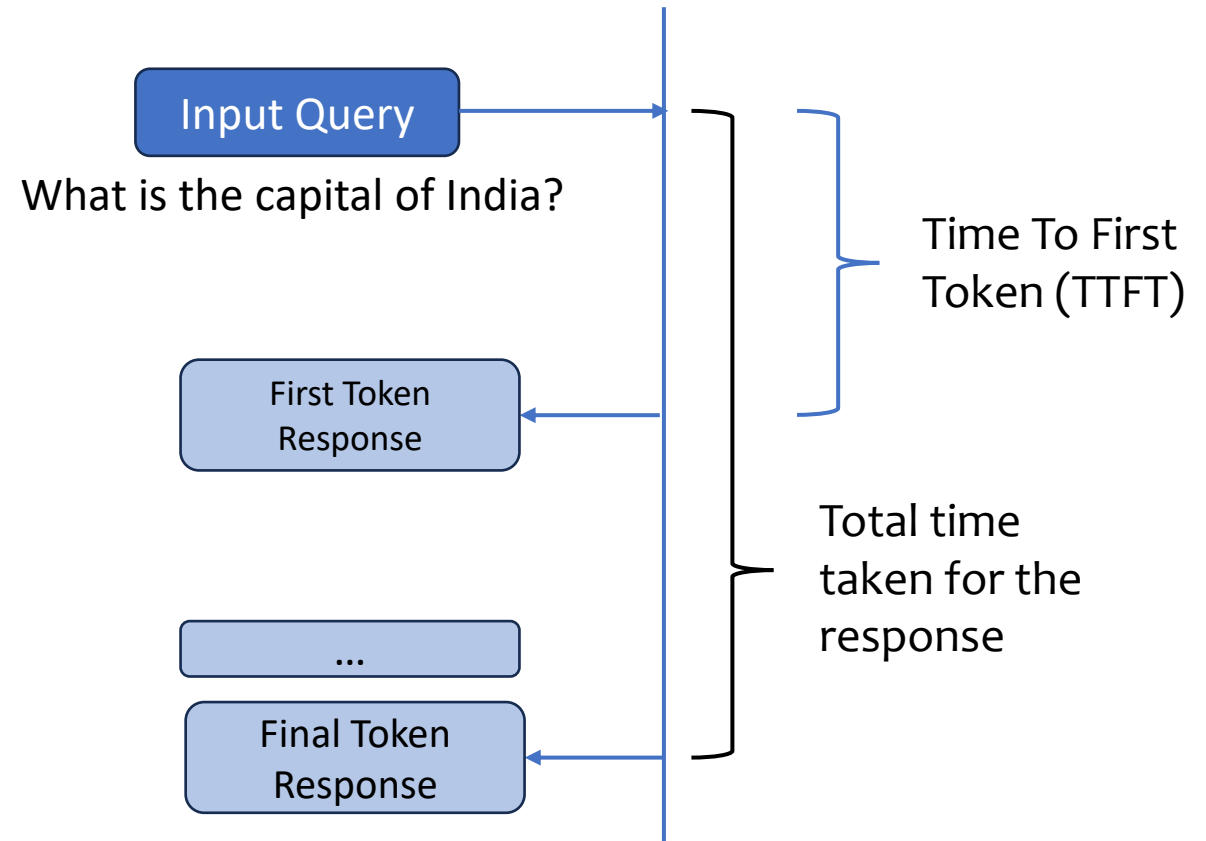 Input Query
What is the capital of India?
Time To First
Token (TTFT)
First Token
Response
Total time
taken for the
response
...
Final Token
Response